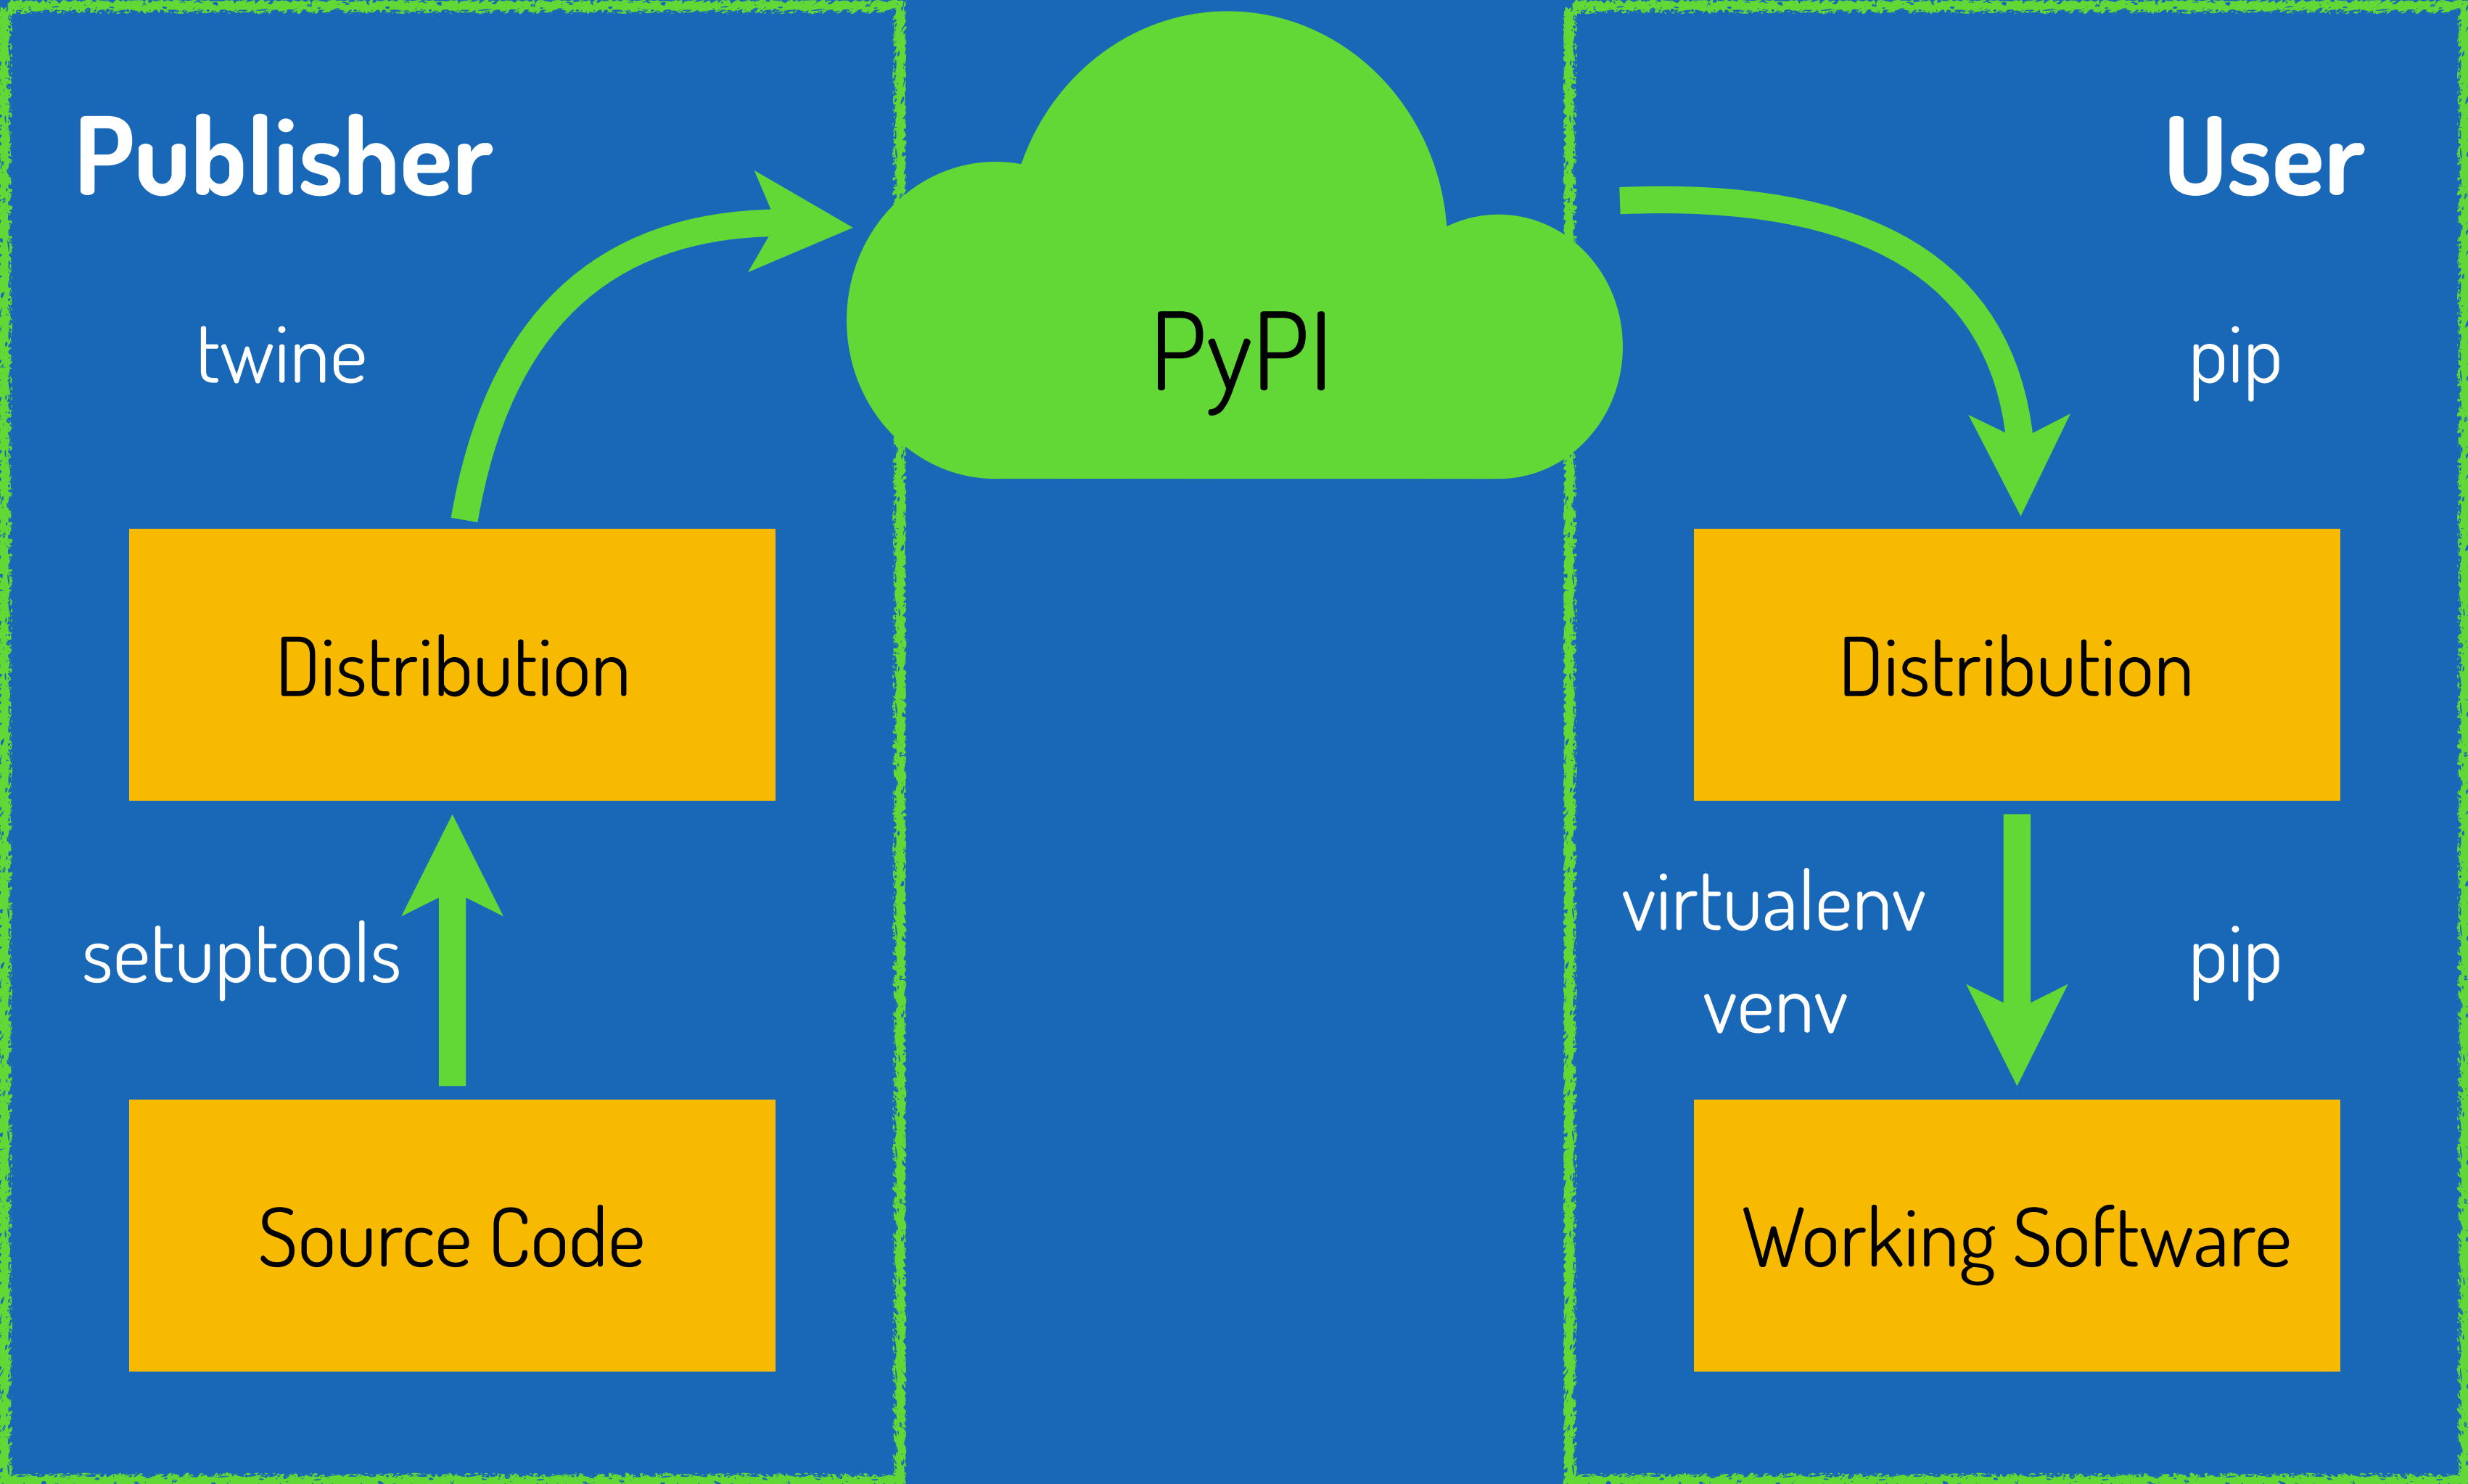 Publisher
twine
Distribution
setuptools
Source Code
PyPI
User
pip
Distribution
virtualenv
venv
pip
Working Software